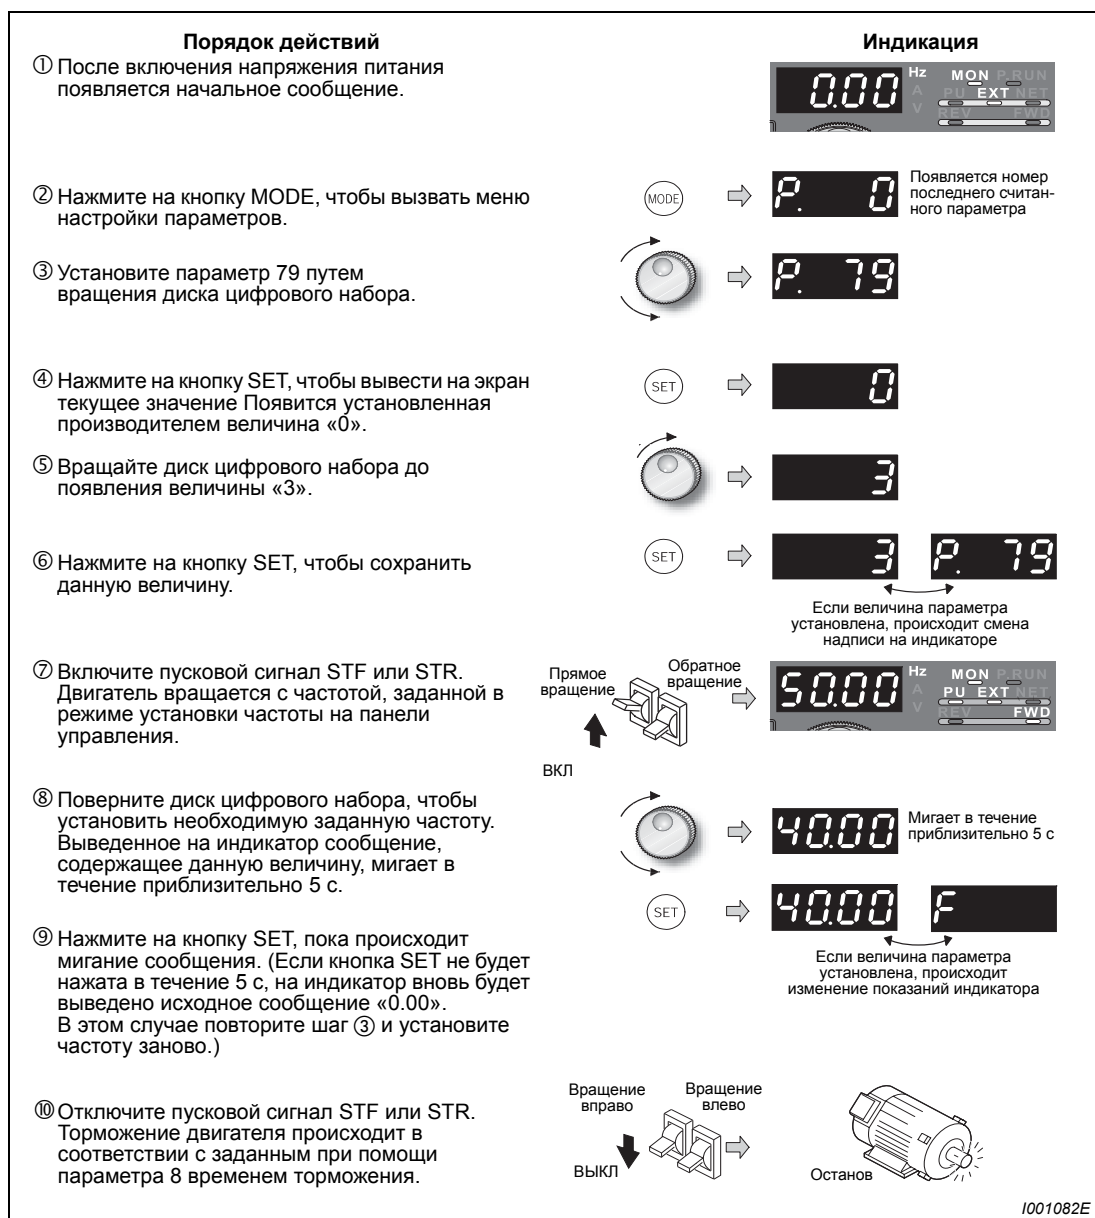 Порядок действий
Индикация
① После включения напряжения питания
появляется начальное сообщение.
0.00 Hz MON P.RUN
A PU EXT NET
V REV FWD
② Нажмите на кнопку MODE, чтобы вызвать меню
настройки параметров.
MODE
P. 0
Появляется номер
последнего считан-
ного параметра
③ Установите параметр 79 путем
вращения диска цифрового набора.
P. 79
④ Нажмите на кнопку SET, чтобы вывести на экран
текущее значение Появится установленная
производителем величина «0».
SET
0
⑤ Вращайте диск цифрового набора до
появления величины «3».
3
⑥ Нажмите на кнопку SET, чтобы сохранить
данную величину.
SET
3 P. 79
Если величина параметра
установлена, происходит смена
надписи на индикаторе
⑦ Включите пусковой сигнал STF или STR.
Двигатель вращается с частотой, заданной в
режиме установки частоты на панели
управления.
Прямое
вращение
Обратное
вращение
ВКЛ
50.00 Hz MON P.RUN
A PU EXT NET
V REV FWD
⑧ Поверните диск цифрового набора, чтобы
установить необходимую заданную частоту.
Выведенное на индикатор сообщение,
содержащее данную величину, мигает в
течение приблизительно 5 с.
40.00
Мигает в течение
приблизительно 5 с
SET
40.00 F
Если величина параметра
установлена, происходит
изменение показаний индикатора
⑨ Нажмите на кнопку SET, пока происходит
мигание сообщения. (Если кнопка SET не будет
нажата в течение 5 с, на индикатор вновь будет
выведено исходное сообщение «0.00».
В этом случае повторите шаг ③ и установите
частоту заново.)
⑩ Отключите пусковой сигнал STF или STR.
Торможение двигателя происходит в
соответствии с заданным при помощи
параметра 8 временем торможения.
Вращение
вправо
Вращение
влево
ВЫКЛ
Останов
I001082E